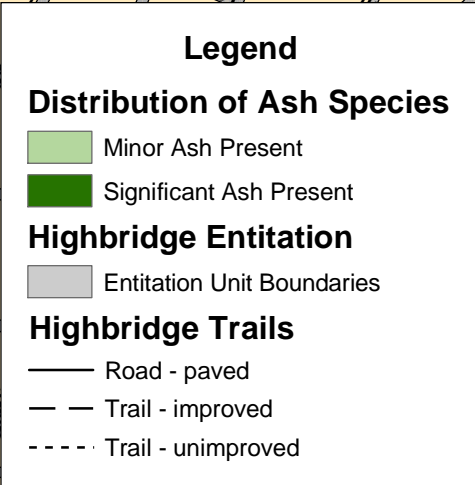 Legend
Distribution of Ash Species
Minor Ash Present
Significant Ash Present
Highbridge Entitation
Entitation Unit Boundaries
Highbridge Trails
Road - paved
Trail - improved
Trail - unimproved